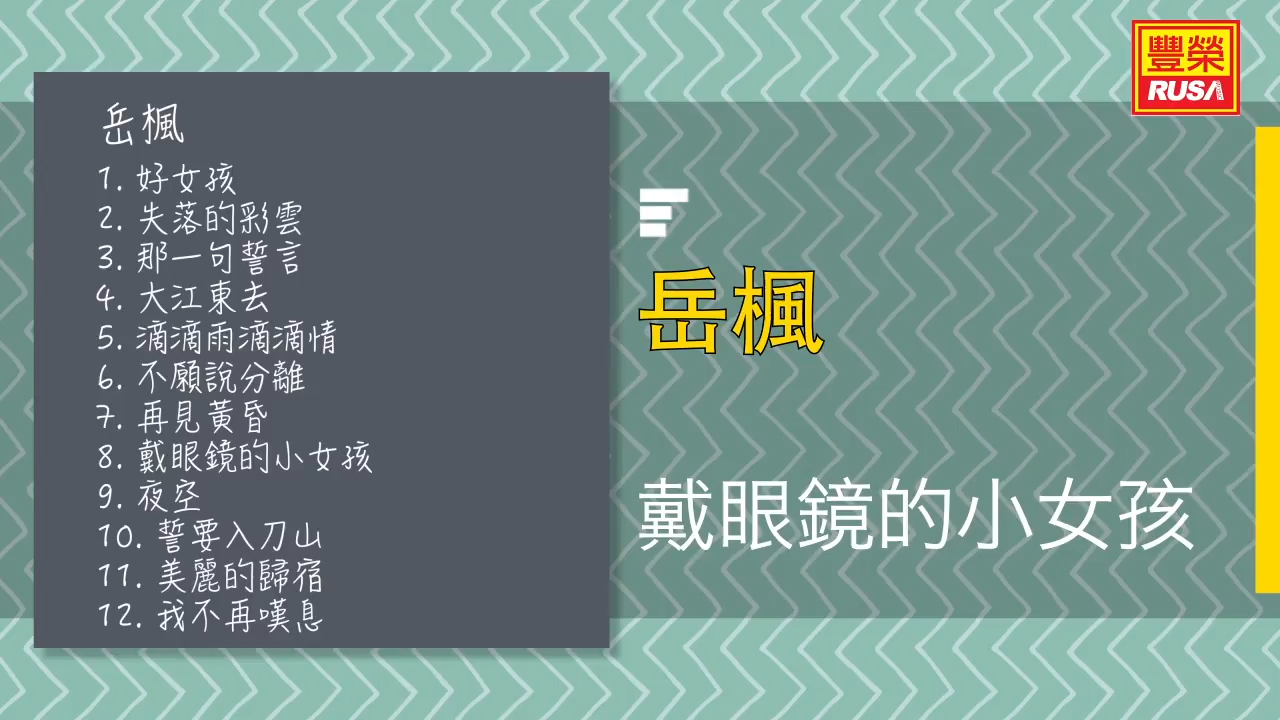 岳楓
1. 好女孩
2. 失落的彩雲
3. 那一句誓言
4. 大江東去
5. 滴滴雨滴滴情
6. 不願說分離
7. 再見黃昏
8. 戴眼鏡的小女孩
9. 夜空
10. 誓要入刀山
11. 美麗的歸宿
12. 我不再嘆息
豐榮
RUSA
岳楓
戴眼鏡的小女孩